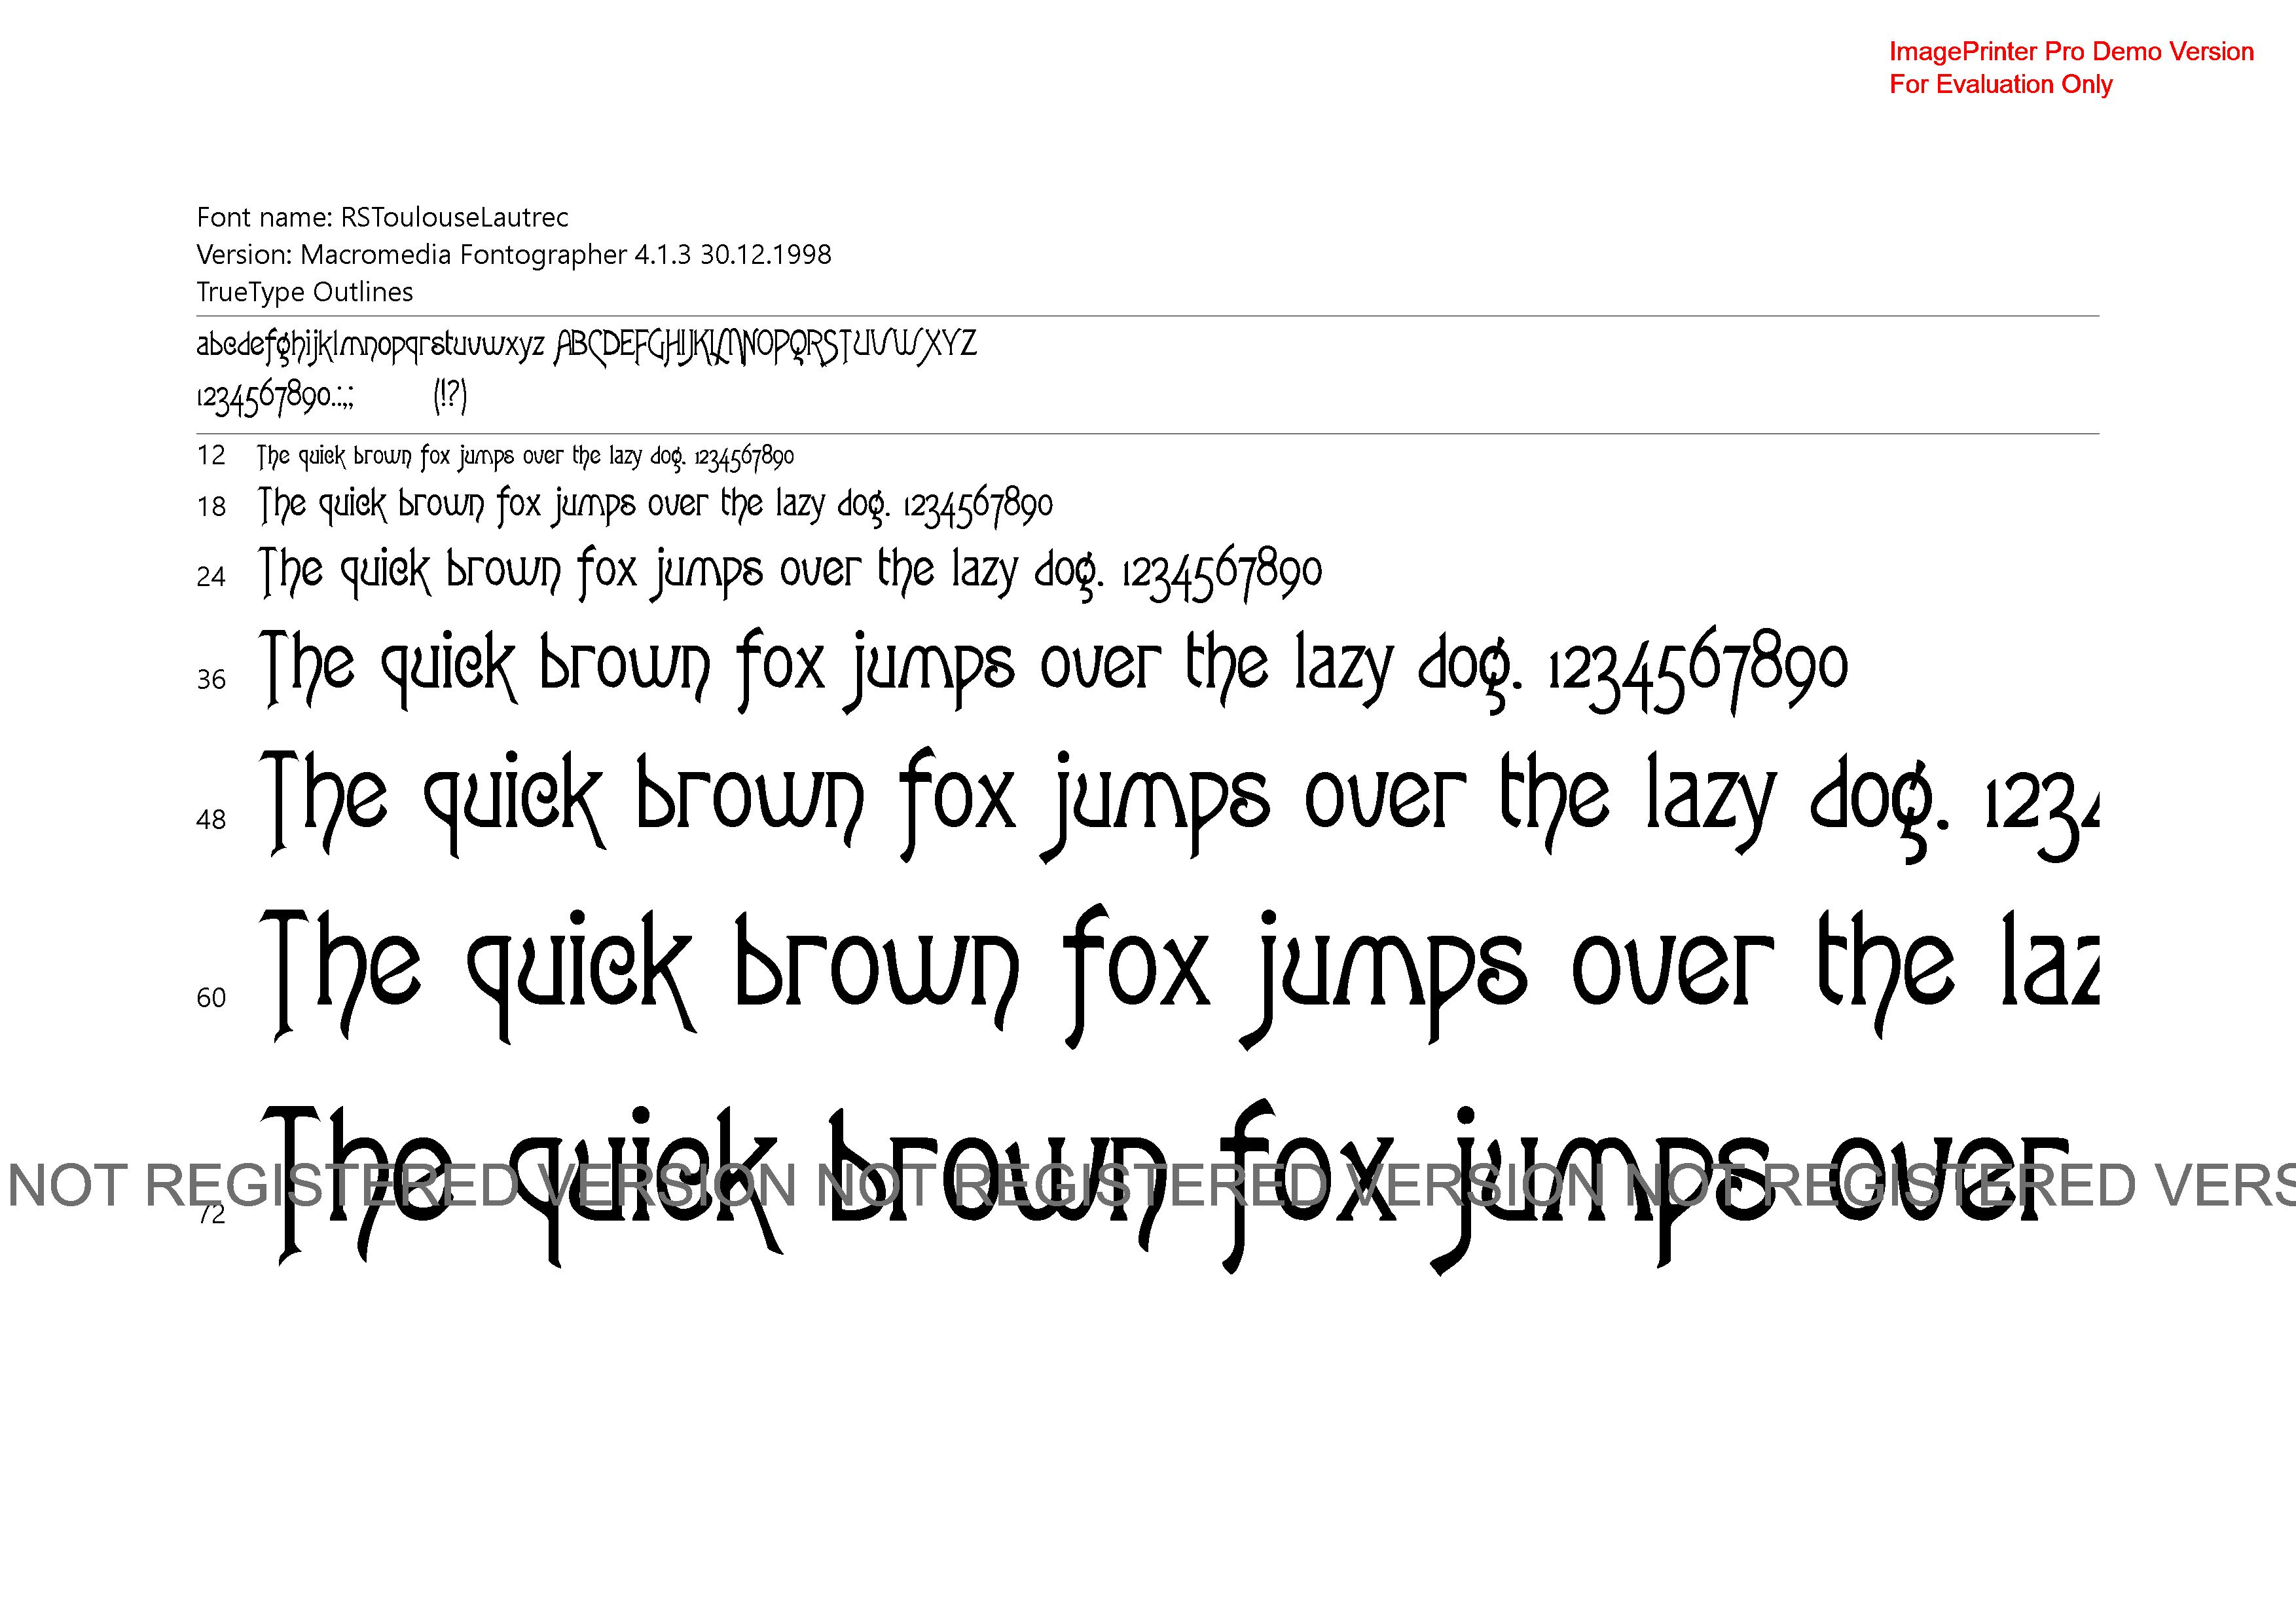 ImagePrinter Pro Demo Version
For Evaluation Only
Font name: RSToulouseLautrec
Version: Macromedia Fontographer 4.1.3 30.12.1998
TrueType Outlines
abcdefghijklmnopqrstuvwxyz ABCDEFGHIJKLMNOPQRSTUVWXYZ
1234567890.:,; (!?)
12 The quick brown fox jumps over the lazy dog. 1234567890
18 The quick brown fox jumps over the lazy dog. 1234567890
24 The quick brown fox jumps over the lazy dog. 1234567890
36 The quick brown fox jumps over the lazy dog. 1234567890
48 The quick brown fox jumps over the lazy dog. 1234
60 The quick brown fox jumps over the laz
72 The quick brown fox jumps over
NOT REGISTERED VERSION NOT REGISTERED VERSION NOT REGISTERED VERS